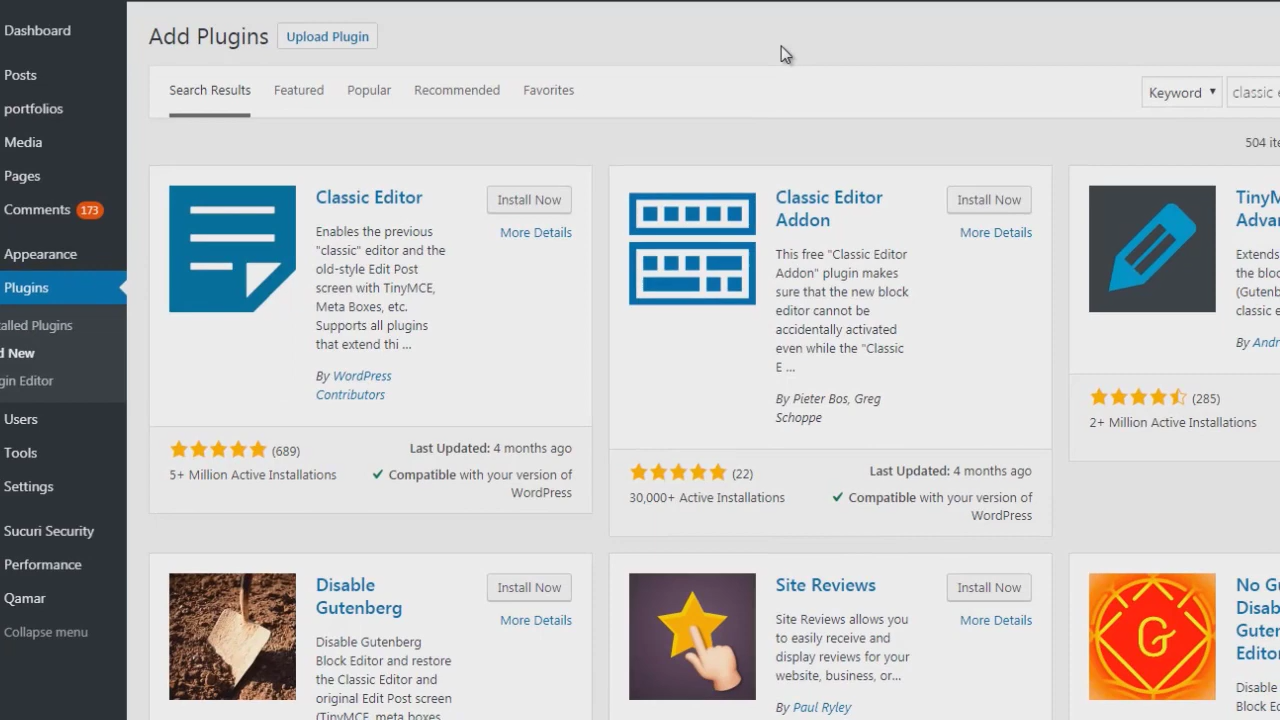 Dashboard
Posts
portfolios
Media
Pages
Comments 173
Appearance
Plugins
alled Plugins
d New
gin Editor
Users
Tools
Settings
Sucuri Security
Performance
Qamar
Collapse menu
Add Plugins Upload Plugin
Search Results Featured Popular Recommended Favorites
Keyword classic e
504 ite
Classic Editor
Install Now
More Details
Enables the previous
"classic" editor and the
old-style Edit Post
screen with TinyMCE,
Meta Boxes, etc.
Supports all plugins
that extend thi ...
By WordPress
Contributors
(689)
5+ Million Active Installations
Last Updated: 4 months ago
Compatible with your version of
WordPress
Classic Editor
Addon
Install Now
More Details
This free "Classic Editor
Addon" plugin makes
sure that the new block
editor cannot be
accidentally activated
even while the "Classic
E ...
By Pieter Bos, Greg
Schoppe
(22)
30,000+ Active Installations
Last Updated: 4 months ago
Compatible with your version of
WordPress
TinyM
Advan
Extends
the bloc
(Gutenb
classic e
By Andr
(285)
2+ Million Active Installations
Disable
Gutenberg
Install Now
More Details
Disable Gutenberg
Block Editor and restore
the Classic Editor and
original Edit Post screen
(TinyMCE, meta boxes,
Site Reviews
Install Now
More Details
Site Reviews allows you
to easily receive and
display reviews for your
website, business, or...
By Paul Ryley
G
No Gu
Disab
Guten
Editor
Disable
Block Ed